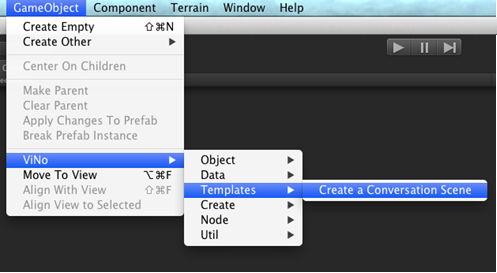 GameObject Component Terrain Window Help
Create Empty ⇧⌘N
Create Other
Center On Children
Make Parent
Clear Parent
Apply Changes To Prefab
Break Prefab Instance
ViNo
Move To View ⌥⌘F
Align With View ⇧⌘F
Align View to Selected
Object
Data
Templates
Create
Node
Util
Create a Conversation Scene